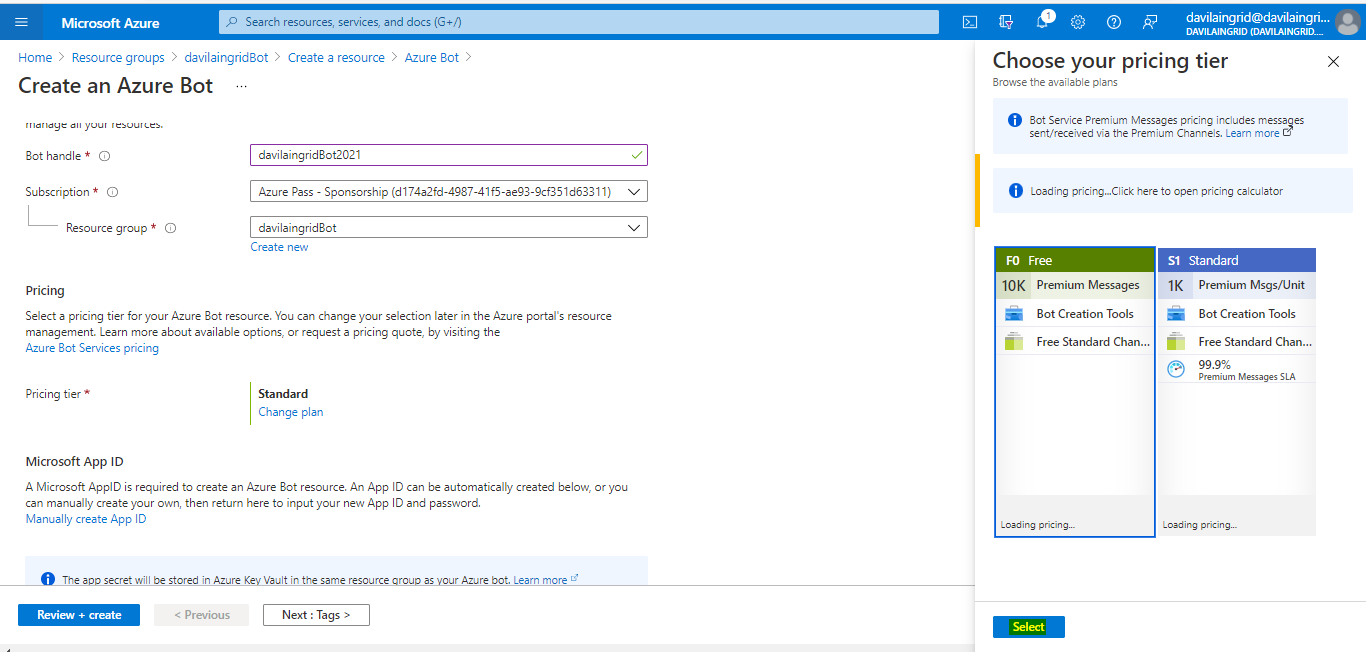 Microsoft Azure
Search resources, services, and docs (G+/)
1
davilaingrid@davilaingri...
DAVILAINGRID (DAVILAINGRID....
Home > Resource groups > davilaingridBot > Create a resource > Azure Bot >
Create an Azure Bot ...
manage all your resources.
Bot handle *
davilaingridBot2021
Subscription *
Azure Pass - Sponsorship (d174a2fd-4987-41f5-ae93-9cf351d63311)
Resource group *
davilaingridBot
Create new
Pricing
Select a pricing tier for your Azure Bot resource. You can change your selection later in the Azure portal's resource
management. Learn more about available options, or request a pricing quote, by visiting the
Azure Bot Services pricing
Pricing tier *
Standard
Change plan
Microsoft App ID
A Microsoft AppID is required to create an Azure Bot resource. An App ID can be automatically created below, or you
can manually create your own, then return here to input your new App ID and password.
Manually create App ID
The app secret will be stored in Azure Key Vault in the same resource group as your Azure bot. Learn more
Review + create
< Previous
Next : Tags >
Choose your pricing tier
Browse the available plans
Bot Service Premium Messages pricing includes messages
sent/received via the Premium Channels. Learn more
Loading pricing...Click here to open pricing calculator
F0 Free
10K Premium Messages
Bot Creation Tools
Free Standard Chan...
Loading pricing...
S1 Standard
1K Premium Msgs/Unit
Bot Creation Tools
Free Standard Chan...
99.9%
Premium Messages SLA
Loading pricing...
Select